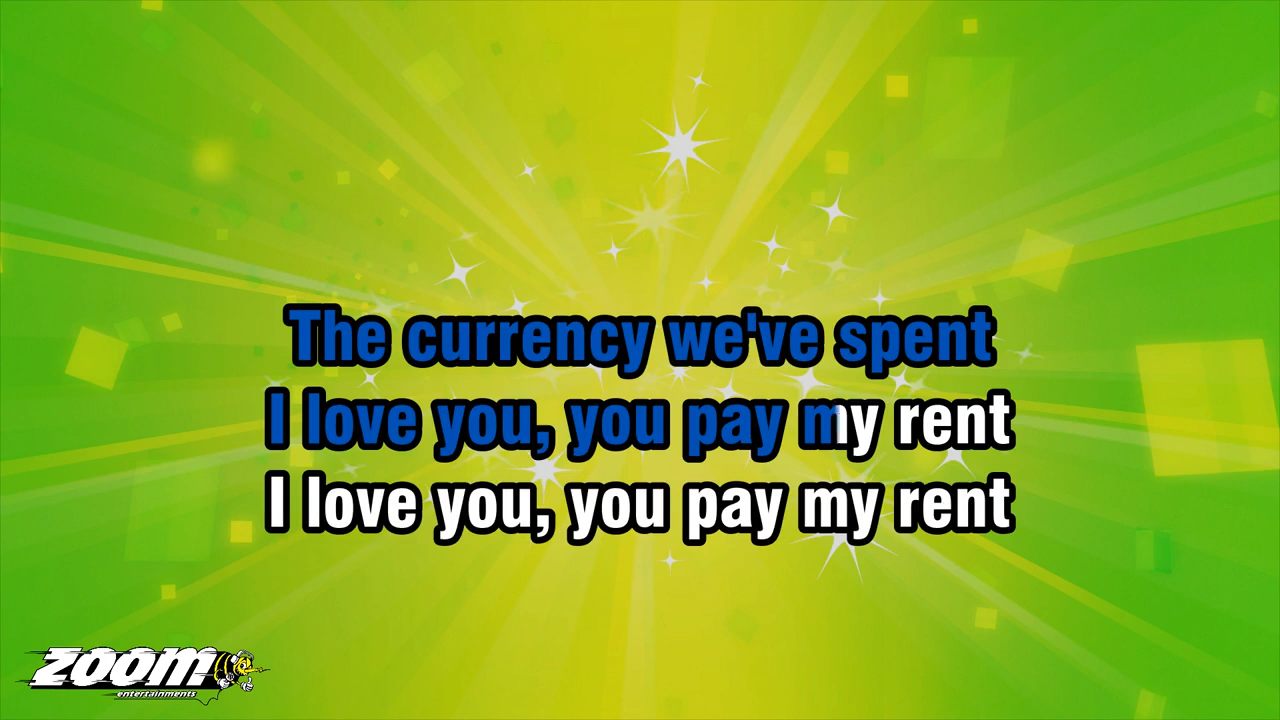 The currency we've spent
I love you, you pay my rent
I love you, you pay my rent
zoom
entertainments